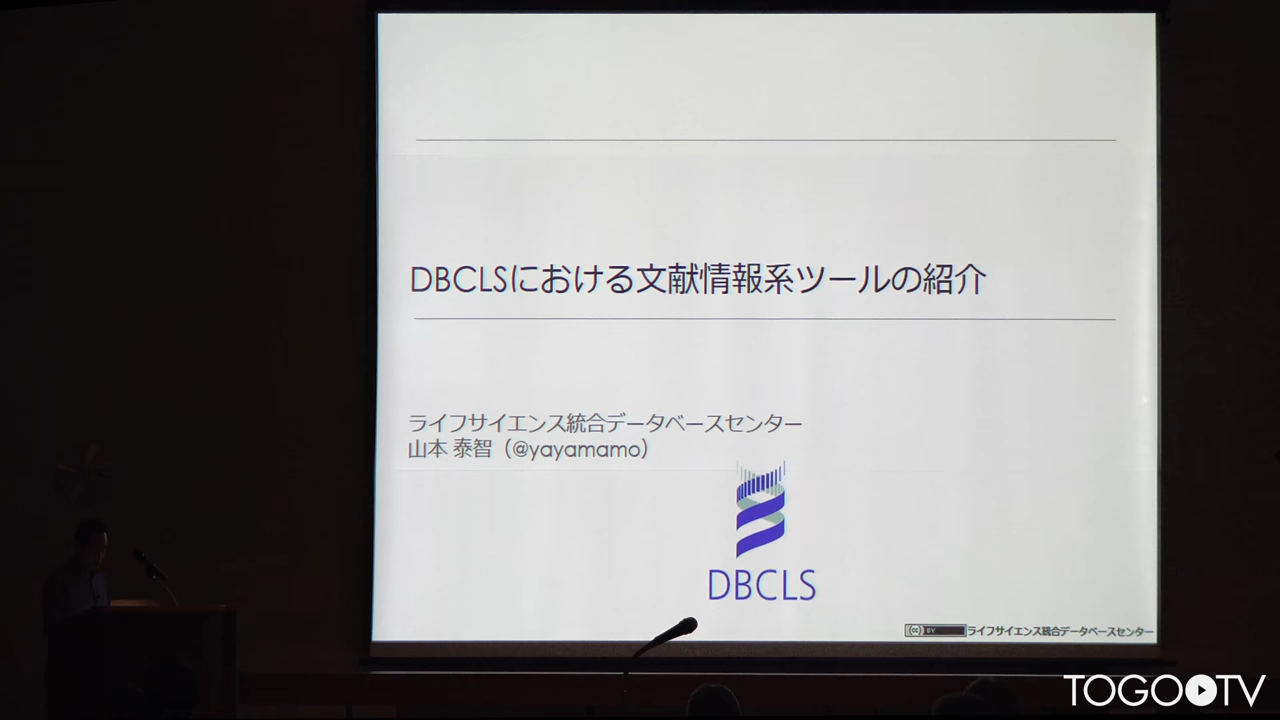 DBCLSにおける文献情報系ツールの紹介
ライフサイエンス統合データベースセンター
山本 泰智（@yayamamo）
DBCLS
(cc) BY ライフサイエンス統合データベースセンター
TOGOTV